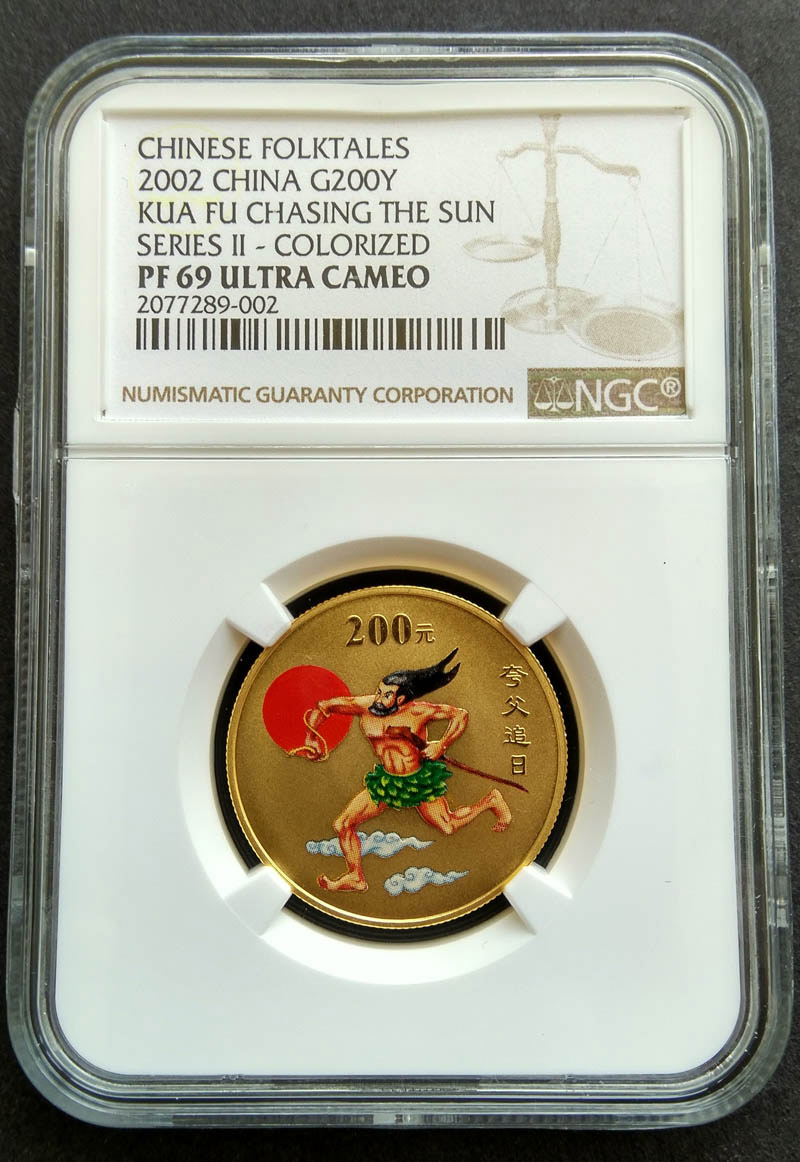 CHINESE FOLKTALES
2002 CHINA G200Y
KUA FU CHASING THE SUN
SERIES II - COLORIZED
PF 69 ULTRA CAMEO
2077289-002
NUMISMATIC GUARANTY CORPORATION
NGC®
200元
夸父追日